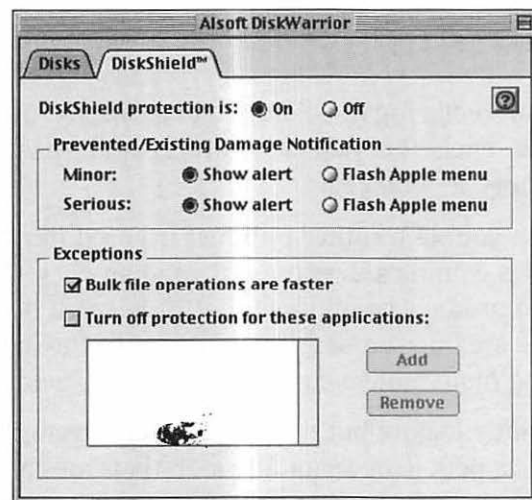 Alsoft DiskWarrior
Disks DiskShield™
DiskShield protection is: On Off
?
Prevented/Existing Damage Notification
Minor: Show alert Flash Apple menu
Serious: Show alert Flash Apple menu
Exceptions
Bulk file operations are faster
Turn off protection for these applications:
Add
Remove